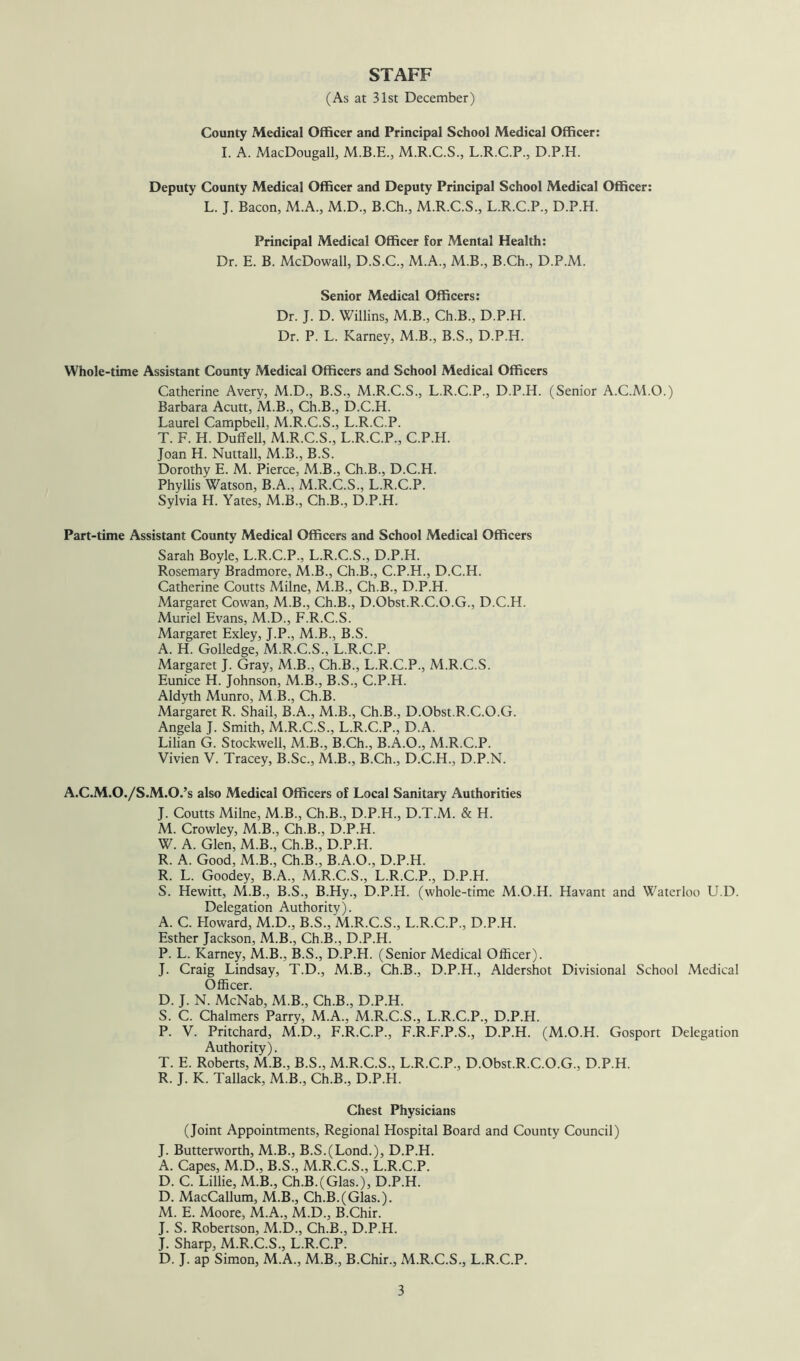 STAFF
(As at 31st December)
County Medical Officer and Principal School Medical Officer:
I. A. MacDougall, M.B.E., M.R.C.S., L.R.C.P., D.P.H.
Deputy County Medical Officer and Deputy Principal School Medical Officer:
L. J. Bacon, M.A., M.D., B.Ch., M.R.C.S., L.R.C.P., D.P.H.
Principal Medical Officer for Mental Health:
Dr. E. B. McDowall, D.S.C., M.A., M.B., B.Ch., D.P.M.
Senior Medical Officers:
Dr. J. D. Willins, M.B., Ch.B., D.P.H.
Dr. P. L. Karney, M.B., B.S., D.P.H.
Whole-time Assistant County Medical Officers and School Medical Officers
Catherine Avery, M.D., B.S., M.R.C.S., L.R.C.P., D.P.H. (Senior A.C.M.O.)
Barbara Acutt, M.B., Ch.B., D.C.H.
Laurel Campbell, M.R.C.S., L.R.C.P.
T. F. H. Duffell, M.R.C.S., L.R.C.P., C.P.H.
Joan H. Nuttall, M.B., B.S.
Dorothy E. M. Pierce, M.B., Ch.B., D.C.H.
Phyllis Watson, B.A., M.R.C.S., L.R.C.P.
Sylvia H. Yates, M.B., Ch.B., D.P.H.
Part-time Assistant County Medical Officers and School Medical Officers
Sarah Boyle, L.R.C.P., L.R.C.S., D.P.H.
Rosemary Bradmore, M.B., Ch.B., C.P.H., D.C.H.
Catherine Coutts Milne, M.B., Ch.B., D.P.H.
Margaret Cowan, M.B., Ch.B., D.Obst.R.C.O.G., D.C.H.
Muriel Evans, M.D., F.R.C.S.
Margaret Exley, J.P., M.B., B.S.
A. H. Golledge, M.R.C.S., L.R.C.P.
Margaret J. Gray, M.B., Ch.B., L.R.C.P., M.R.C.S.
Eunice H. Johnson, M.B., B.S., C.P.H.
Aldyth Munro, M.B., Ch.B.
Margaret R. Shail, B.A., M.B., Ch.B., D.Obst.R.C.O.G.
Angela J. Smith, M.R.C.S., L.R.C.P., D.A.
Lilian G. Stockwell, M.B., B.Ch., B.A.O., M.R.C.P.
Vivien V. Tracey, B.Sc., M.B., B.Ch., D.C.H., D.P.N.
A.C.M.O./S.M.O.'s also Medical Officers of Local Sanitary Authorities
J. Coutts Milne, M.B., Ch.B., D.P.H., D.T.M. & H.
M. Crowley, M.B., Ch.B., D.P.H.
W. A. Glen, M.B., Ch.B., D.P.H.
R. A. Good, M.B., Ch.B., B.A.O., D.P.H.
R. L. Goodey, B.A., M.R.C.S., L.R.C.P., D.P.H.
S. Hewitt, M.B., B.S., B.Hy., D.P.H. (whole-time M.O.H. Havant and Waterloo U.D.
Delegation Authority).
A. C. Howard, M.D., B.S., M.R.C.S., L.R.C.P., D.P.H.
Esther Jackson, M.B., Ch.B., D.P.H.
P. L. Karney, M.B., B.S., D.P.H. (Senior Medical Officer).
J. Craig Lindsay, T.D., M.B., Ch.B., D.P.H., Aldershot Divisional School Medical
Officer.
D. J. N. McNab, M.B., Ch.B., D.P.H.
S. C. Chalmers Parry, M.A., M.R.C.S., L.R.C.P., D.P.H.
P. V. Pritchard, M.D., F.R.C.P., F.R.F.P.S., D.P.H. (M.O.H. Gosport Delegation
Authority).
T. E. Roberts, M.B., B.S., M.R.C.S., L.R.C.P., D.Obst.R.C.O.G., D.P.H.
R. J. K. Tallack, M.B., Ch.B., D.P.H.
Chest Physicians
(Joint Appointments, Regional Hospital Board and County Council)
J. Butterworth, M.B., B.S.(Lond.), D.P.H.
A. Capes, M.D., B.S., M.R.C.S., L.R.C.P.
D. C. Lillie, M.B., Ch.B.(Glas.), D.P.H.
D. MacCallum, M.B., Ch.B.(Glas.).
M. E. Moore, M.A., M.D., B.Chir.
J. S. Robertson, M.D., Ch.B., D.P.H.
J. Sharp, M.R.C.S., L.R.C.P.
D. J. ap Simon, M.A., M.B., B.Chir., M.R.C.S., L.R.C.P.
3